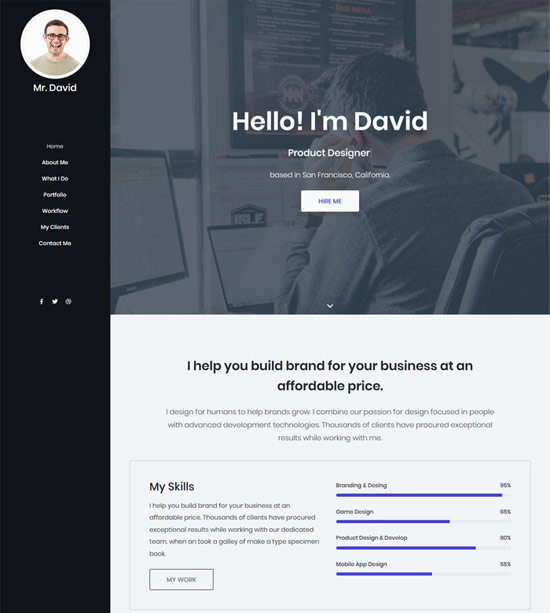 Mr. David
Home
About Me
What I Do
Portfolio
Workflow
My Clients
Contact Me
Hello! I'm David
Product Designer
based in San Francisco, California.
HIRE ME
I help you build brand for your business at an
affordable price.
I design for humans to help brands grow. I combine our passion for design focused in people
with advanced development technologies. Thousands of clients have procured exceptional
results while working with me.
My Skills
I help you build brand for your business at an
affordable price. Thousands of clients have procured
exceptional results while working with our dedicated
team. when an took a galley of make a type specimen
book.
MY WORK
Branding & Desing 95%
Game Design 65%
Product Design & Develop 80%
Mobile App Design 55%